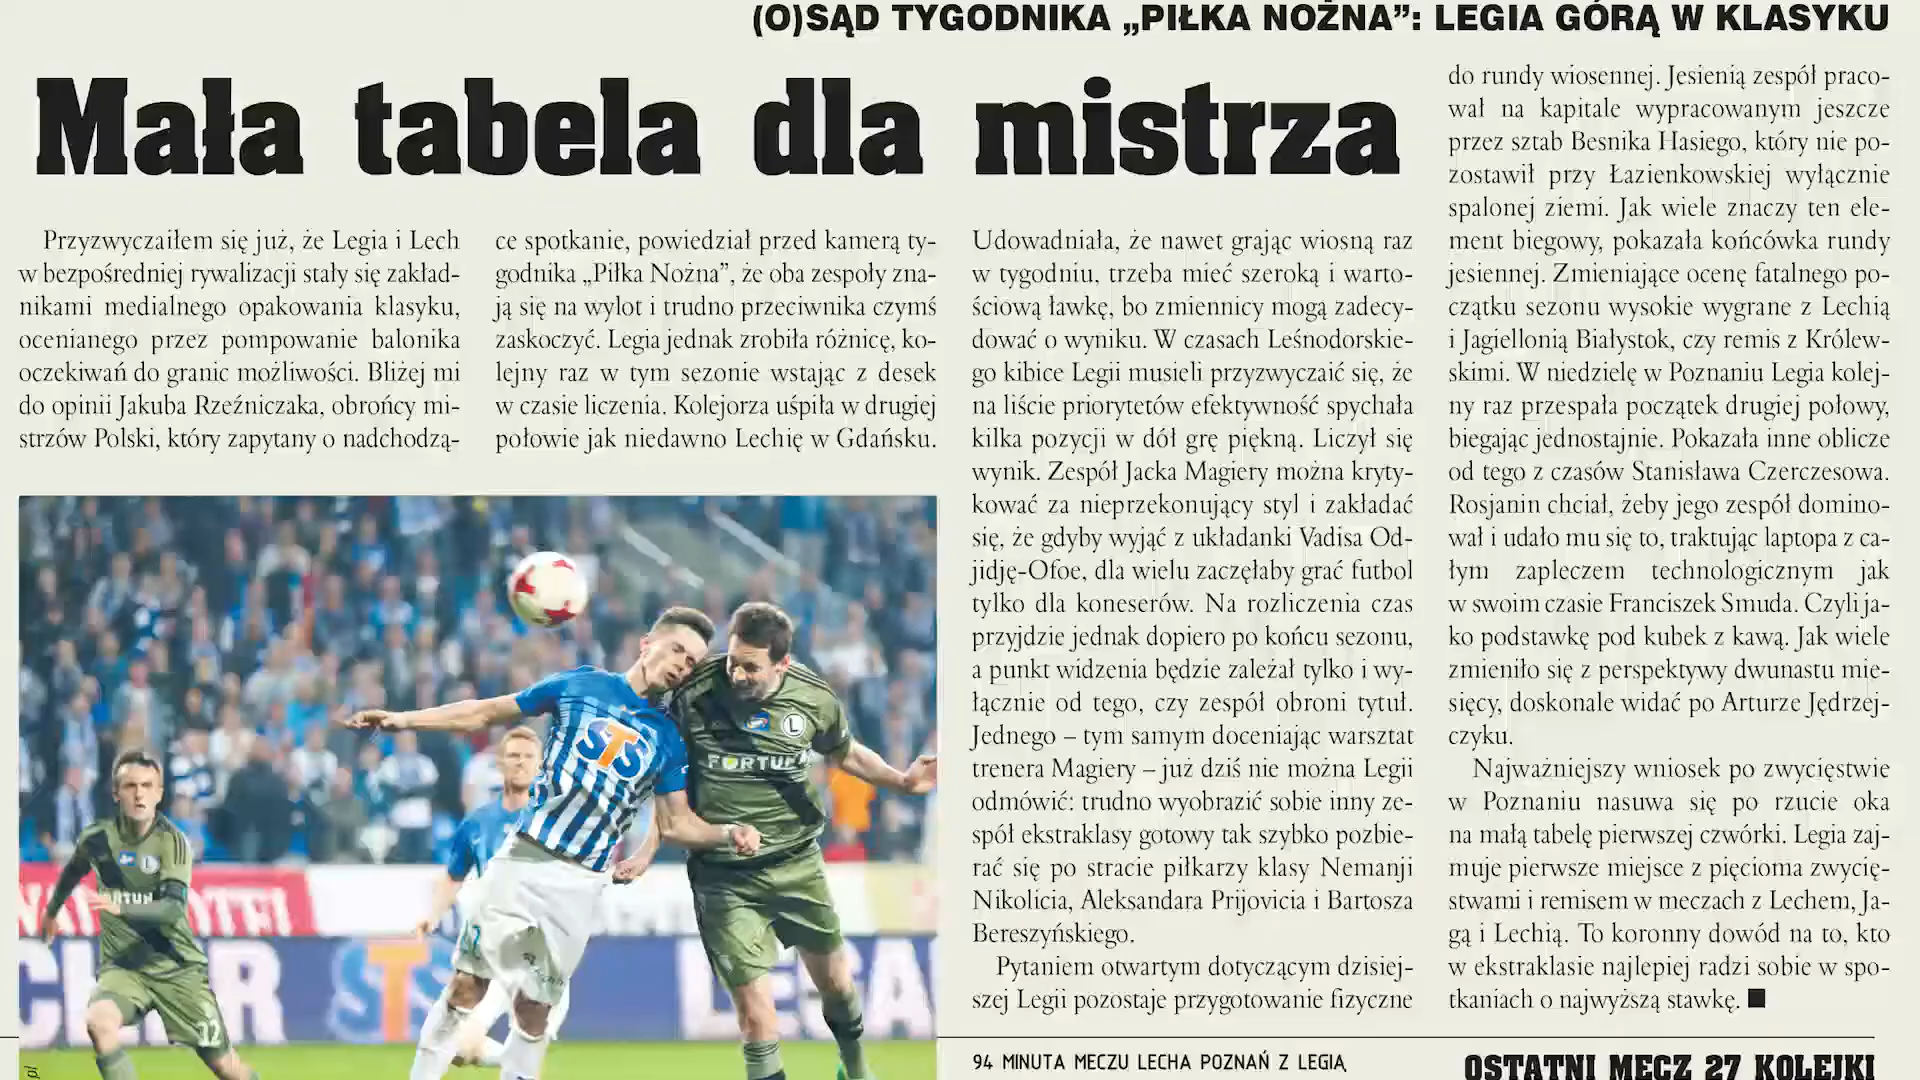 (O)SĄD TYGODNIKA „PIŁKA NOŻNA”: LEGIA GÓRĄ W KLASYKU
Mała tabela dla mistrza
Przyzwyczaiłem się już, że Legia i Lech
w bezpośredniej rywalizacji stały się zakład-
nikami medialnego opakowania klasyku,
ocenianego przez pompowanie balonika
oczekiwań do granic możliwości. Bliżej mi
do opinii Jakuba Rzeźniczaka, obrońcy mi-
strzów Polski, który zapytany o nadchodzą-
ce spotkanie, powiedział przed kamerą ty-
godnika „Piłka Nożna”, że oba zespoły zna-
ją się na wylot i trudno przeciwnika czymś
zaskoczyć. Legia jednak zrobiła różnicę, ko-
lejny raz w tym sezonie wstając z desek
w czasie liczenia. Kolejorza uśpiła w drugiej
połowie jak niedawno Lechię w Gdańsku.
Udowadniała, że nawet grając wiosną raz
w tygodniu, trzeba mieć szeroką i warto-
ściową ławkę, bo zmiennicy mogą zadecy-
dować o wyniku. W czasach Leśnodorskie-
go kibice Legii musieli przyzwyczaić się, że
na liście priorytetów efektywność spychała
kilka pozycji w dół grę piękną. Liczył się
wynik. Zespół Jacka Magiery można kryty-
kować za nieprzekonujący styl i zakładać
się, że gdyby wyjąć z układanki Vadisa Od-
jidję-Ofoe, dla wielu zaczęłaby grać futbol
tylko dla koneserów. Na rozliczenia czas
przyjdzie jednak dopiero po końcu sezonu,
a punkt widzenia będzie zależał tylko i wy-
łącznie od tego, czy zespół obroni tytuł.
Jednego – tym samym doceniając warsztat
trenera Magiery – już dziś nie można Legii
odmówić: trudno wyobrazić sobie inny ze-
spół ekstraklasy gotowy tak szybko pozbie-
rać się po stracie piłkarzy klasy Nemanji
Nikolicia, Aleksandara Prijovicia i Bartosza
Bereszyńskiego.
Pytaniem otwartym dotyczącym dzisiej-
szej Legii pozostaje przygotowanie fizyczne
do rundy wiosennej. Jesienią zespół praco-
wał na kapitale wypracowanym jeszcze
przez sztab Besnika Hasiego, który nie po-
zostawił przy Łazienkowskiej wyłącznie
spalonej ziemi. Jak wiele znaczy ten ele-
ment biegowy, pokazała końcówka rundy
jesiennej. Zmieniające ocenę fatalnego po-
czątku sezonu wysokie wygrane z Lechią
i Jagiellonią Białystok, czy remis z Królew-
skimi. W niedzielę w Poznaniu Legia kolej-
ny raz przespała początek drugiej połowy,
biegając jednostajnie. Pokazała inne oblicze
od tego z czasów Stanisława Czerczesowa.
Rosjanin chciał, żeby jego zespół domino-
wał i udało mu się to, traktując laptopa z ca-
łym zapleczem technologicznym jak
w swoim czasie Franciszek Smuda. Czyli ja-
ko podstawkę pod kubek z kawą. Jak wiele
zmieniło się z perspektywy dwunastu mie-
sięcy, doskonale widać po Arturze Jędrzej-
czyku.
Najważniejszy wniosek po zwycięstwie
w Poznaniu nasuwa się po rzucie oka
na małą tabelę pierwszej czwórki. Legia zaj-
muje pierwsze miejsce z pięcioma zwycię-
stwami i remisem w meczach z Lechem, Ja-
gą i Lechią. To koronny dowód na to, kto
w ekstraklasie najlepiej radzi sobie w spo-
tkaniach o najwyższą stawkę. ■
STS
L
FORTUN
L
12
STS
94 MINUTA MECZU LECHA POZNAŃ Z LEGIĄ
OSTATNI MECZ 27 KOLEJKI